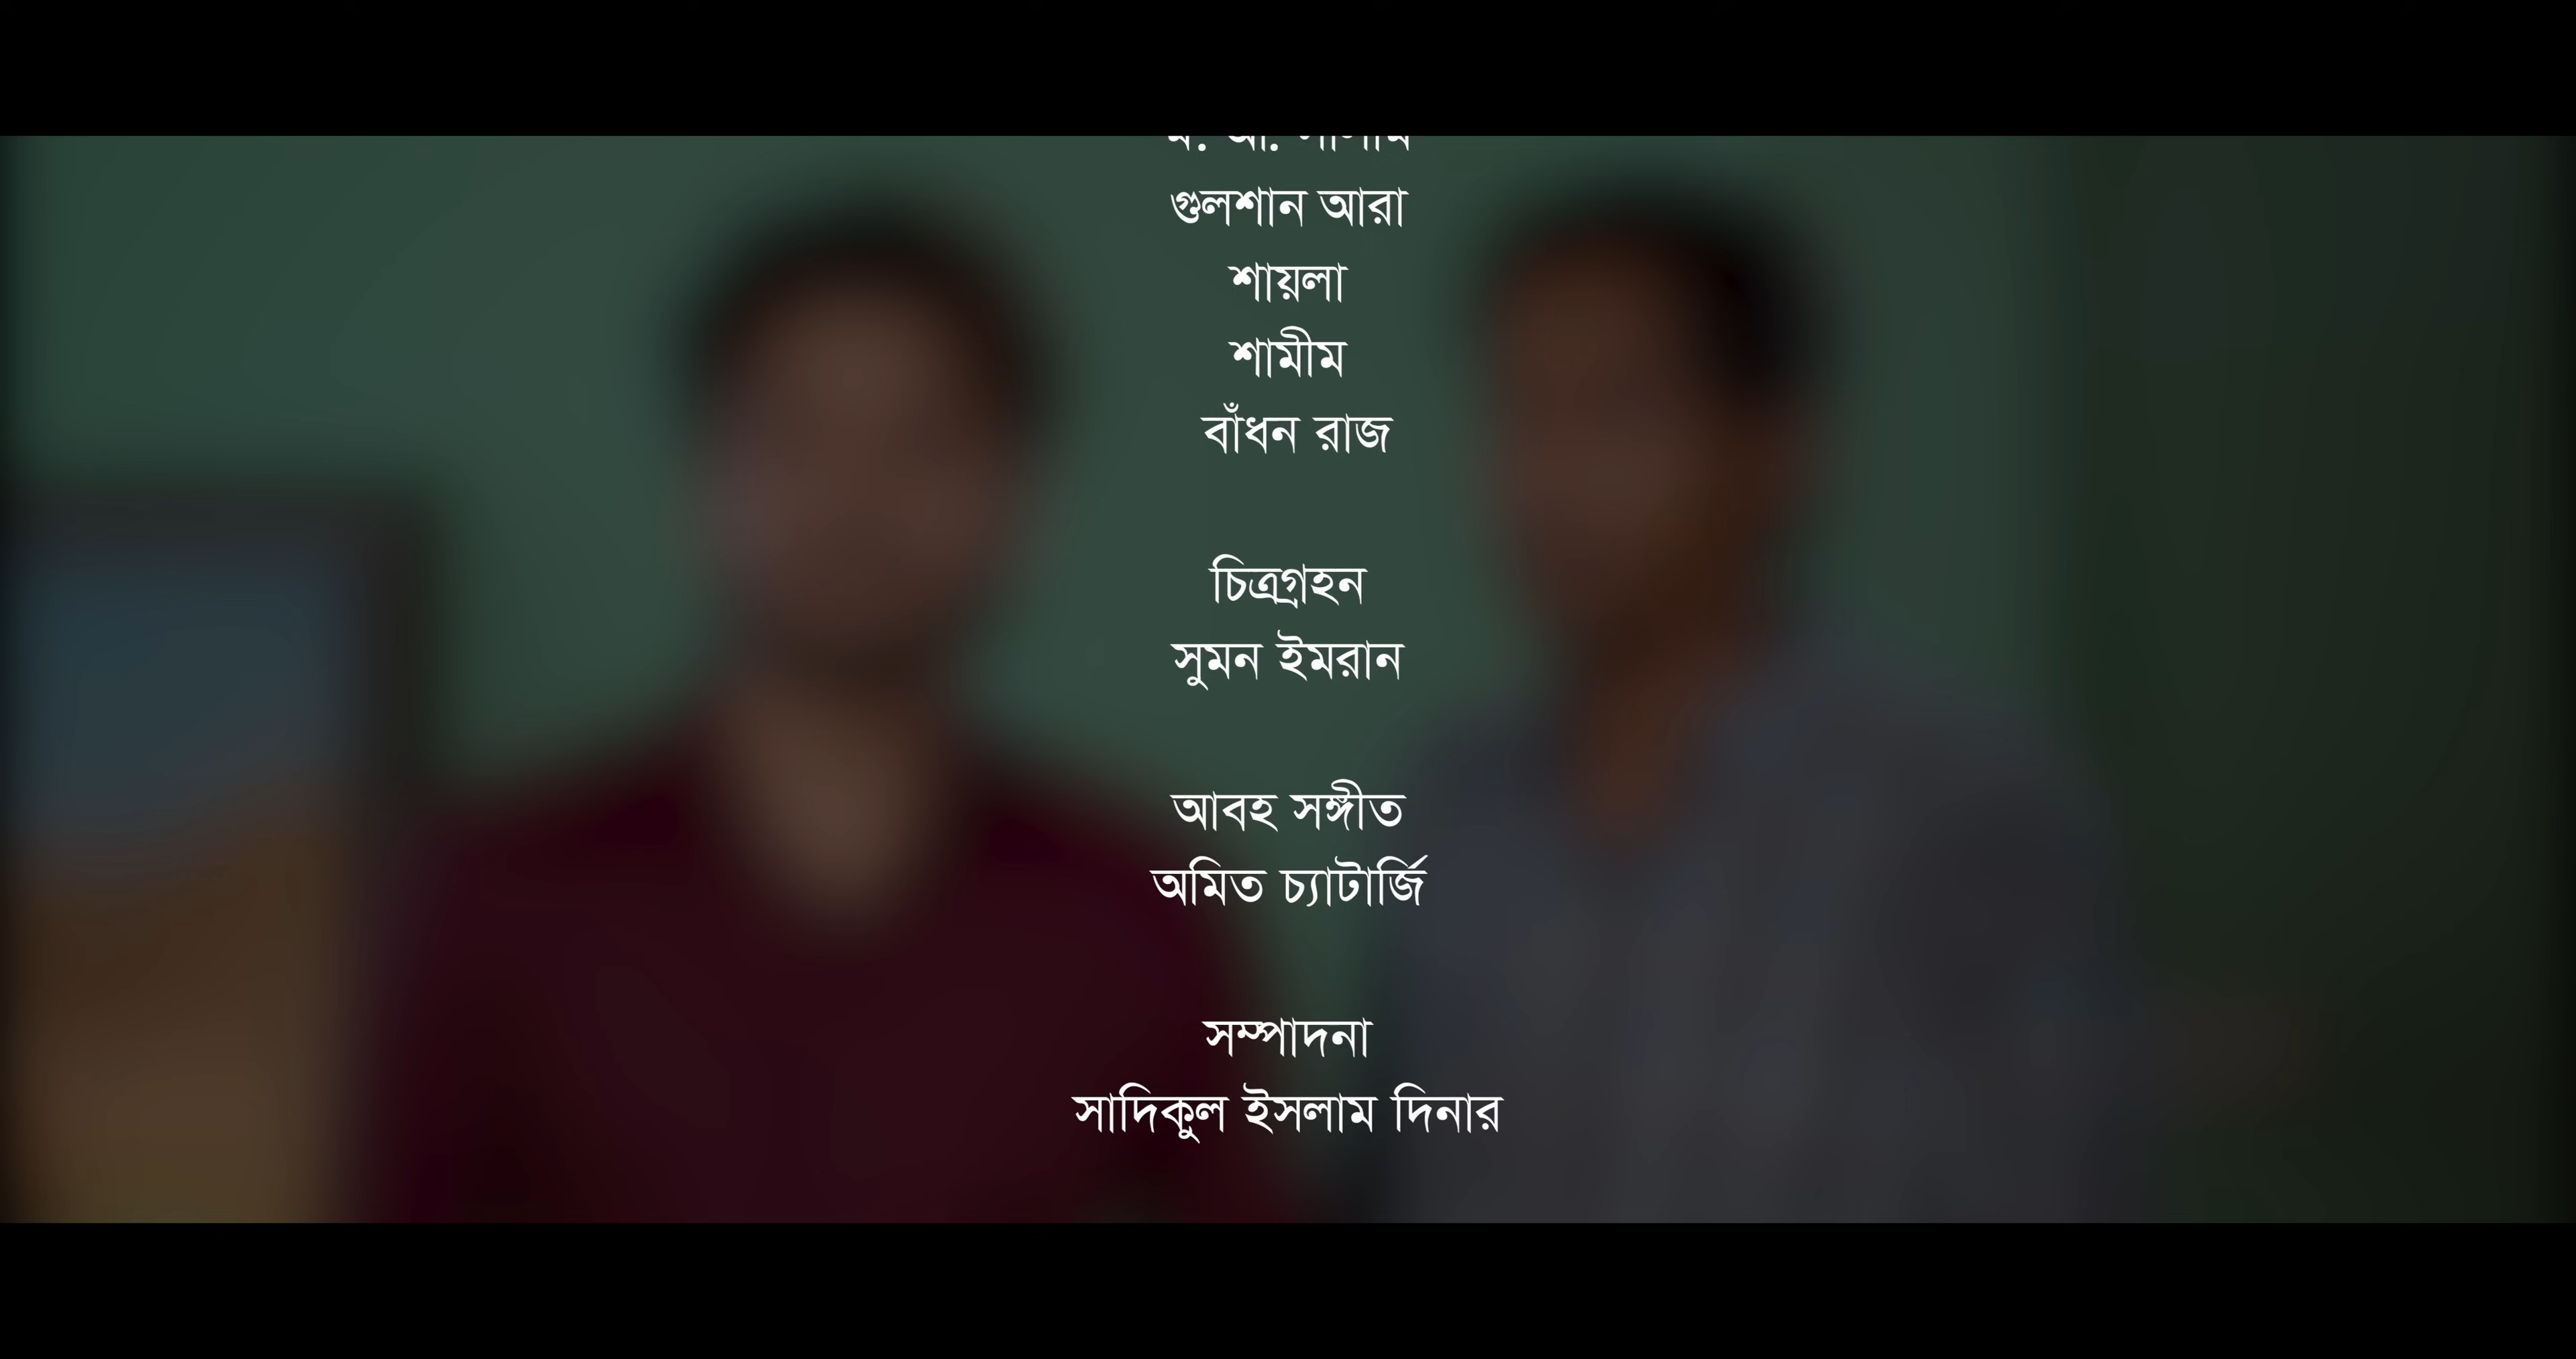 গুলশান আরা
শায়লা
শামীম
বাঁধন রাজ
চিত্রগ্রহন
সুমন ইমরান
আবহ সঙ্গীত
অমিত চ্যাটার্জি
সম্পাদনা
সাদিকুল ইসলাম দিনার